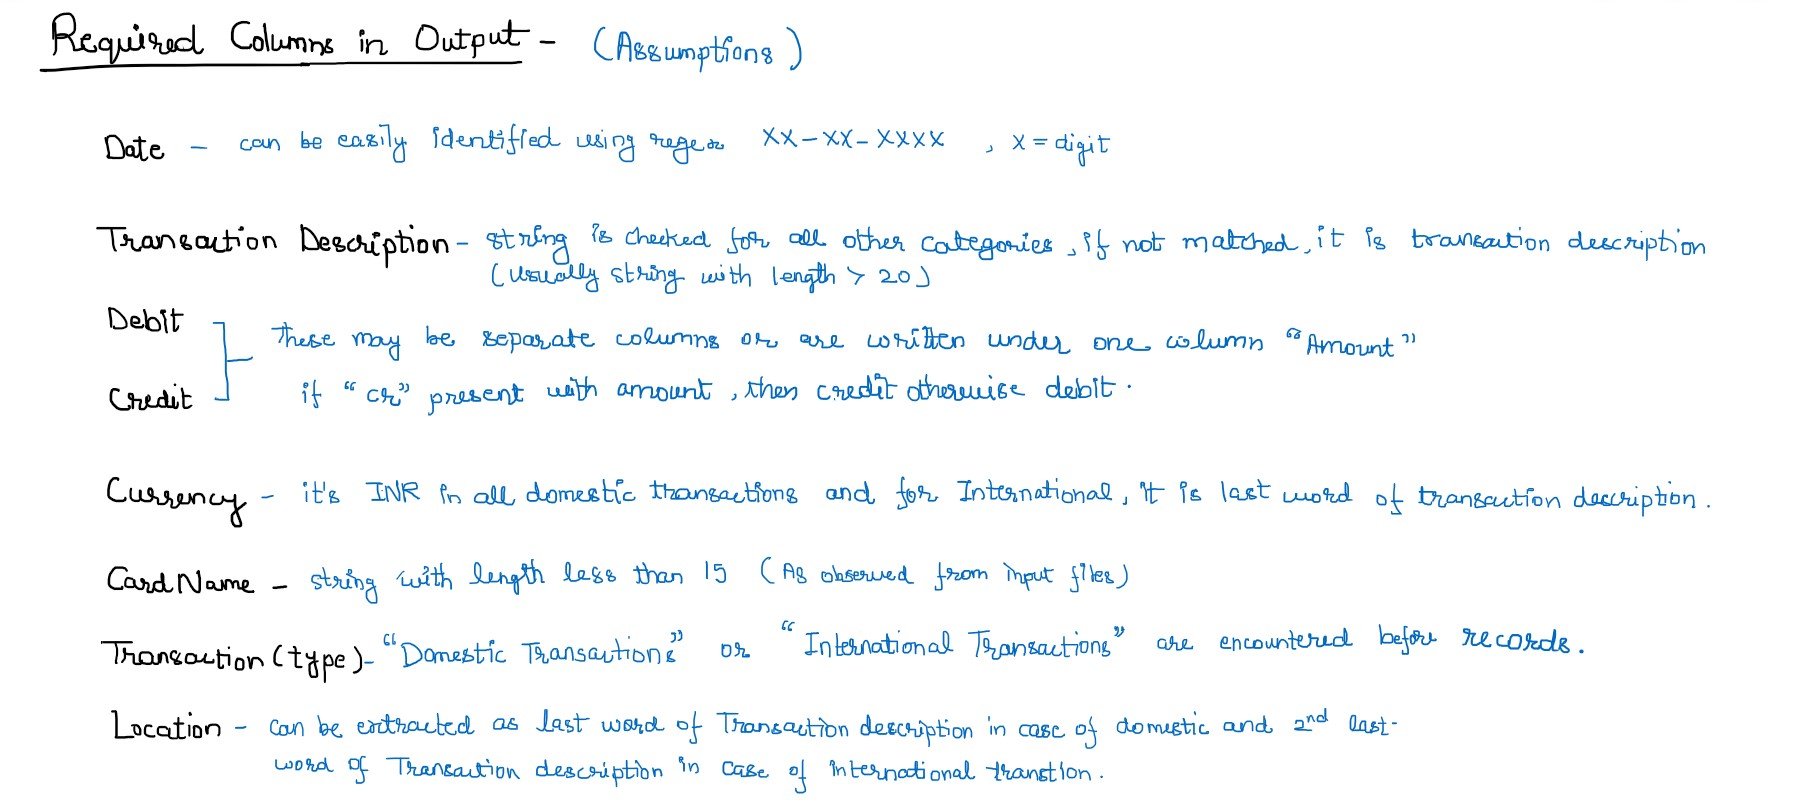 Required Columns in Output - (Assumptions)
Date - can be easily identified using regex XX-XX-XXXX , X = digit
Transaction Description - string is checked for all other categories, if not matched, it is transaction description
(usually string with length > 20)
Debit
These may be separate columns or are written under one column "Amount"
Credit
if "cr" present with amount, then credit otherwise debit.
Currency - it's INR in all domestic transactions and for International, it is last word of transaction description.
Card Name - string with length less than 15 (As observed from input files)
Transaction (type) - "Domestic Transactions" or "International Transactions" are encountered before records.
Location - can be extracted as last word of Transaction description in case of domestic and 2nd last-
word of Transaction description in case of international transtion.